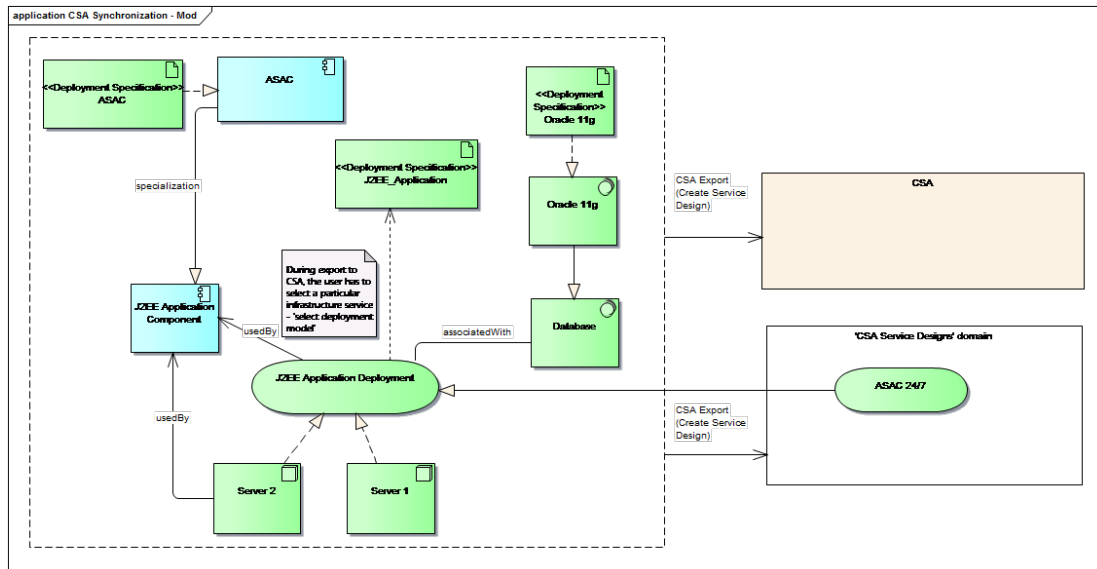 application CSA Synchronization - Mod
<<Deployment Specification>>
ASAC
ASAC
<<Deployment
Specification>>
Oracle 11g
<<Deployment Specification>>
J2EE_Application
specialization
Oracle 11g
CSA Export
(Create Service
Design)
CSA
During export to
CSA, the user has to
select a particular
infrastructure service
- 'select deployment
model'
J2EE Application
Component
usedBy
associatedWith
Database
'CSA Service Designs' domain
J2EE Application Deployment
ASAC 24/7
usedBy
CSA Export
(Create Service
Design)
Server 2
Server 1